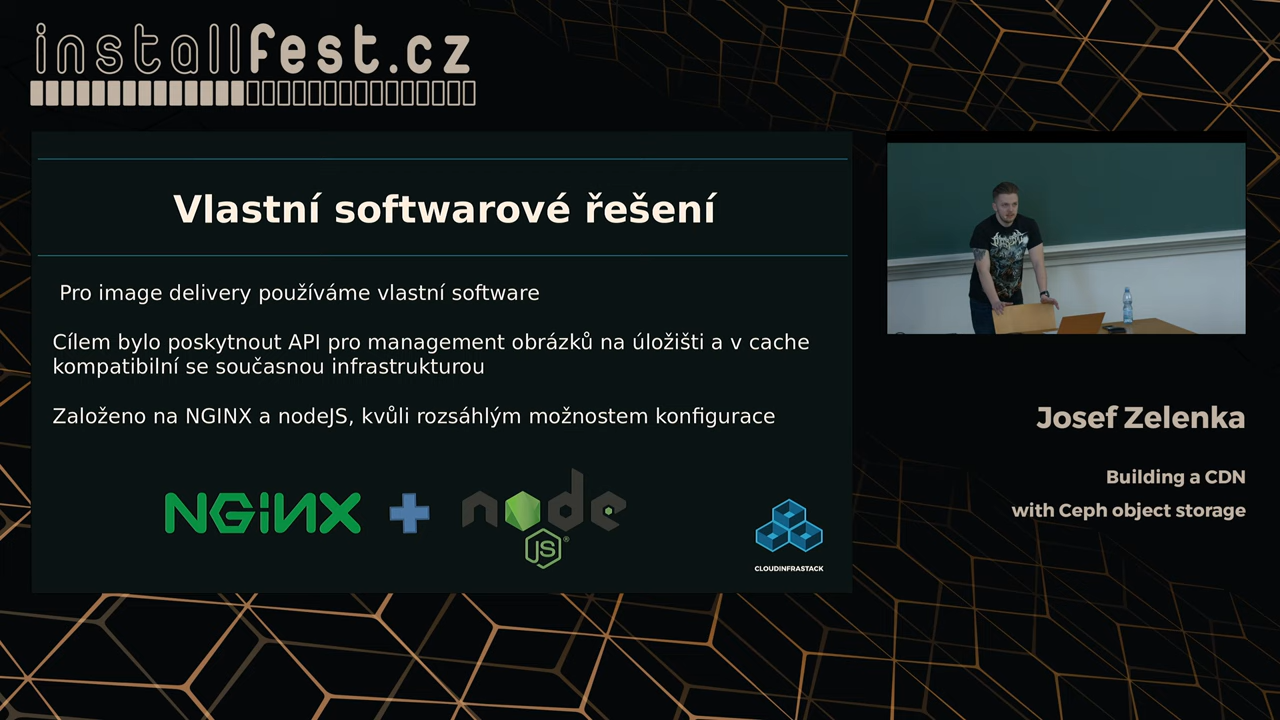 installfest.cz
Vlastní softwarové řešení
Pro image delivery používáme vlastní software
Cílem bylo poskytnout API pro management obrázků na úložišti a v cache
kompatibilní se současnou infrastrukturou
Založeno na NGINX a nodeJS, kvůli rozsáhlým možnostem konfigurace
NGINX + node
JS®
CLOUDINFRASTACK
Josef Zelenka
Building a CDN
with Ceph object storage